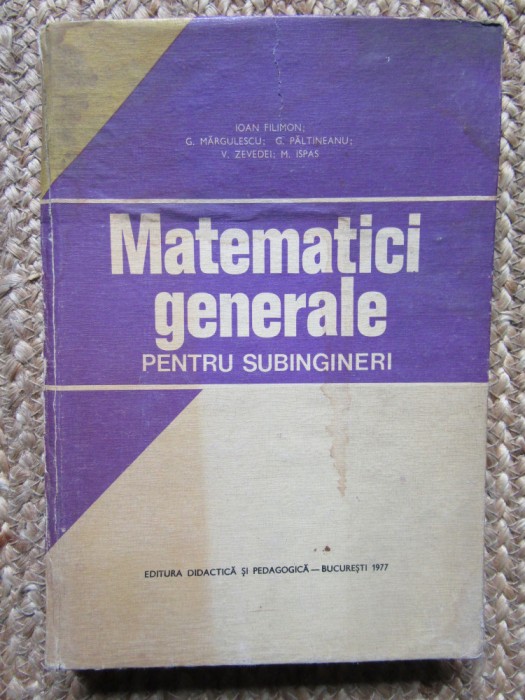 IOAN FILIMON;
G. MĂRGULESCU; G. PĂLTINEANU;
V. ZEVEDEI; M. ISPAS
Matematici
generale
PENTRU SUBINGINERI
EDITURA DIDACTICĂ ȘI PEDAGOGICĂ — BUCUREȘTI 1977